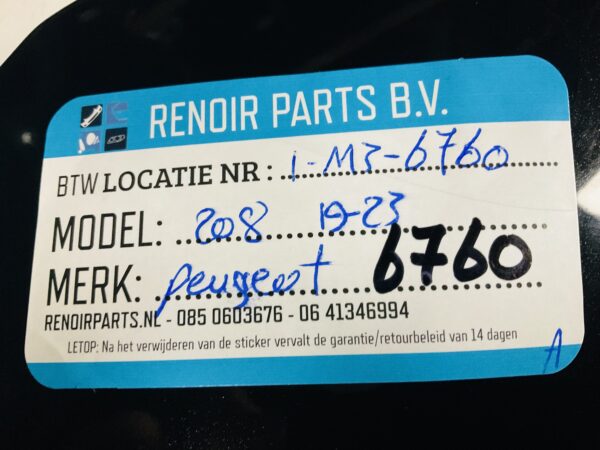 RENOIR PARTS B.V.
BTW LOCATIE NR : 1-M3-6760
MODEL: 208 19-23
MERK: peugeot 6760
RENOIRPARTS.NL - 085 0603676 - 06 41346994
LETOP: Na het verwijderen van de sticker vervalt de garantie/retourbeleid van 14 dagen
A